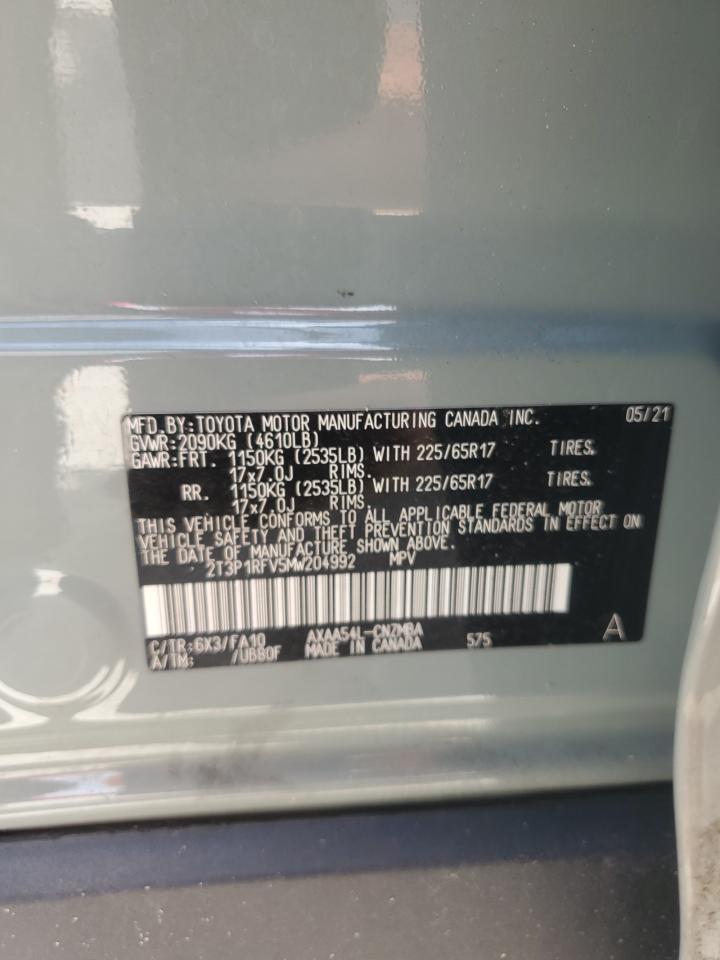 MFD.BY:TOYOTA MOTOR MANUFACTURING CANADA INC. 05/21
GVWR:2090KG (4610LB)
GAWR:FRT. 1150KG (2535LB) WITH 225/65R17 TIRES.
17x7.0J RIMS.
RR. 1150KG (2535LB) WITH 225/65R17 TIRES.
17x7.0J RIMS.
THIS VEHICLE CONFORMS TO ALL APPLICABLE FEDERAL MOTOR
VEHICLE SAFETY AND THEFT PREVENTION STANDARDS IN EFFECT ON
THE DATE OF MANUFACTURE SHOWN ABOVE.
2T3P1RFV5MW204992 MPV
C/TR:6X3/FA10 AXAA54L-CNZMBA 575 A
A/TM: /UB80F MADE IN CANADA